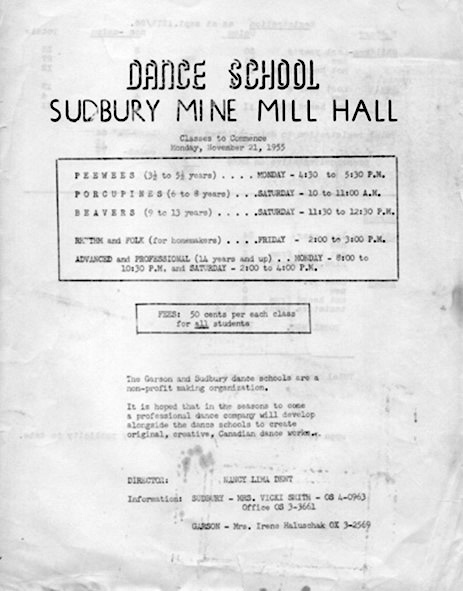 DANCE SCHOOL
SUDBURY MINE MILL HALL
Classes to Commence
Monday, November 21, 1955
PEEWEES (3½ to 5½ years) . . . . MONDAY - 4:30 to 5:30 P.M.
PORCUPINES (6 to 8 years) . . . SATURDAY - 10 to 11:00 A.M.
BEAVERS (9 to 13 years) . . . . . SATURDAY - 11:30 to 12:30 P.M.
RHYTHM and FOLK (for homemakers) . . . . FRIDAY - 2:00 to 3:00 P.M.
ADVANCED and PROFESSIONAL (14 years and up) . . MONDAY - 8:00 to
10:30 P.M. and SATURDAY - 2:00 to 4:00 P.M.
FEES: 50 cents per each class
for all students
The Garson and Sudbury dance schools are a
non-profit making organization.
It is hoped that in the seasons to come
a professional dance company will develop
alongside the dance schools to create
original, creative, Canadian dance works.
DIRECTOR: NANCY LIMA DENT
Information: SUDBURY - MRS. VICKI SMITH - OS 4-0963
Office OS 3-3661
GARSON - Mrs. Irene Haluschak OX 3-2569